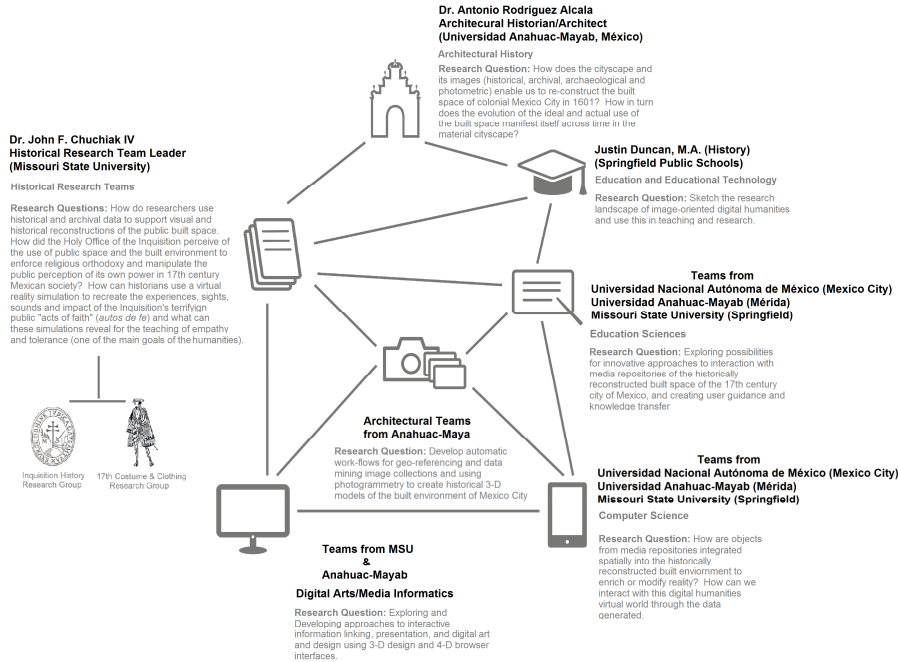 Dr. Antonio Rodríguez Alcala
Architecural Historian/Architect
(Universidad Anahuac-Mayab, México)
Architectural History
Research Question: How does the cityscape and
its images (historical, archival, archaeological and
photometric) enable us to re-construct the built
space of colonial Mexico City in 1601? How in turn
does the evolution of the ideal and actual use of
the built space manifest itself across time in the
material cityscape?
Dr. John F. Chuchiak IV
Historical Research Team Leader
(Missouri State University)
Historical Research Teams
Research Questions: How do researchers use
historical and archival data to support visual and
historical reconstructions of the public built space.
How did the Holy Office of the Inquisition perceive of
the use of public space and the built environment to
enforce religious orthodoxy and manipulate the
public perception of its own power in 17th century
Mexican society? How can historians use a virtual
reality simulation to recreate the experiences, sights,
sounds and impact of the Inquisition's terrifyign
public "acts of faith" (autos de fe) and what can
these simulations reveal for the teaching of empathy
and tolerance (one of the main goals of the humanities).
Inquisition History
Research Group
17th Costume & Clothing
Research Group
Justin Duncan, M.A. (History)
(Springfield Public Schools)
Education and Educational Technology
Research Question: Sketch the research
landscape of image-oriented digital humanities
and use this in teaching and research.
Teams from
Universidad Nacional Autónoma de México (Mexico City)
Universidad Anahuac-Mayab (Mérida)
Missouri State University (Springfield)
Education Sciences
Research Question: Exploring possibilities
for innovative approaches to interaction with
media repositories of the historically
reconstructed built space of the 17th century
city of Mexico, and creating user guidance and
knowledge transfer
Architectural Teams
from Anahuac-Maya
Research Question: Develop automatic
work-flows for geo-referencing and data
mining image collections and using
photogrammetry to create historical 3-D
models of the built environment of Mexico City
Teams from
Universidad Nacional Autónoma de México (Mexico City)
Universidad Anahuac-Mayab (Mérida)
Missouri State University (Springfield)
Computer Science
Research Question: How are objects
from media repositories integrated
spatially into the historically
reconstructed built enviornment to
enrich or modify reality? How can we
interact with this digital humanities
virtual world through the data
generated.
Teams from MSU
&
Anahuac-Mayab
Digital Arts/Media Informatics
Research Question: Exploring and
Developing approaches to interactive
information linking, presentation, and digital art
and design using 3-D design and 4-D browser
interfaces.